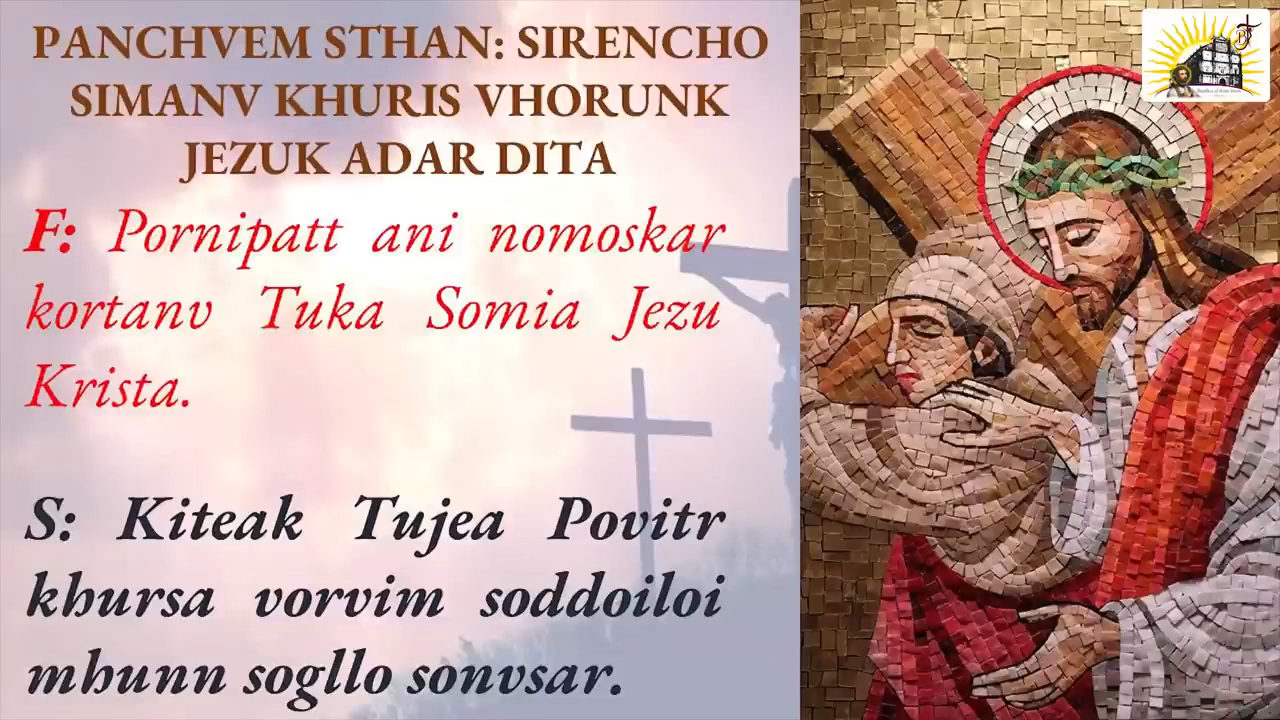 PANCHVEM STHAN: SIRENCHO
SIMANV KHURIS VHORUNK
JEZUK ADAR DITA
F: Pornipatt ani nomoskar
kortanv Tuka Somia Jezu
Krista.
S: Kiteak Tujea Povitr
khursa vorvim soddoiloi
mhunn sogllo sonvsar.